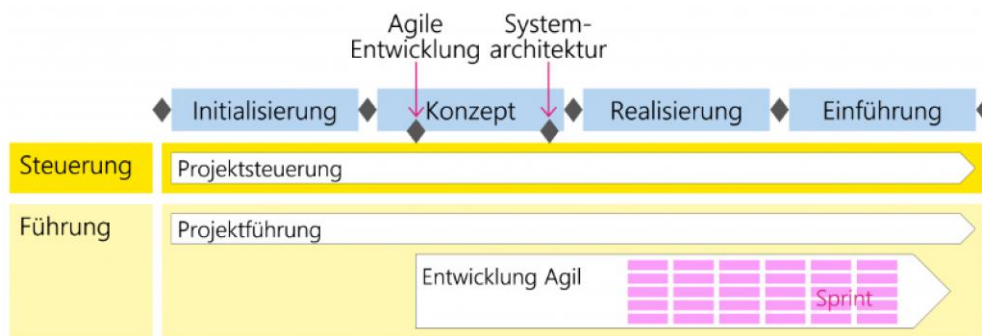 Agile
Entwicklung
System-
architektur
Initialisierung
Konzept
Realisierung
Einführung
Steuerung
Projektsteuerung
Führung
Projektführung
Entwicklung Agil
Sprint